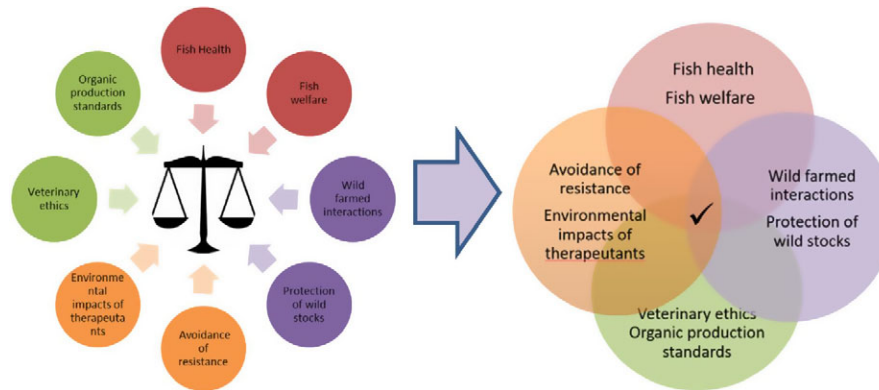 Fish Health
Fish
welfare
Wild
farmed
interactions
Protection
of wild
stocks
Avoidance
of
resistance
Environme
ntal
impacts of
therapeuta
nts
Veterinary
ethics
Organic
production
standards
Fish health
Fish welfare
Avoidance of
resistance
Environmental
impacts of
therapeutants
Wild farmed
interactions
Protection of
wild stocks
Veterinary ethics
Organic production
standards